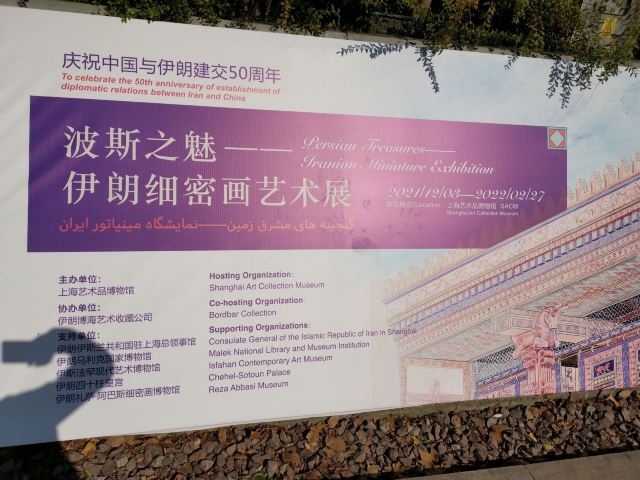 庆祝中国与伊朗建交50周年
To celebrate the 50th anniversary of establishment of
diplomatic relations between Iran and China
波斯之魅——
Persian Treasures——
Iranian Miniature Exhibition
伊朗细密画艺术展
2021/12/03—2022/02/27
Location: 上海艺术品博物馆 SACM
Shanghai Art Collection Museum
گنجینه های مشرق زمین——نمایشگاه مینیاتور ایران
主办单位:
上海艺术品博物馆
Hosting Organization:
Shanghai Art Collection Museum
协办单位:
伊朗博海艺术收藏公司
Co-hosting Organization:
Bordbar Collection
支持单位:
伊朗伊斯兰共和国驻上海总领事馆
伊朗马利克国家博物馆
伊斯法罕现代艺术博物馆
伊朗四十柱皇宫
伊朗礼萨·阿巴斯细密画博物馆
Supporting Organizations:
Consulate General of the Islamic Republic of Iran in Shanghai
Malek National Library and Museum Institution
Isfahan Contemporary Art Museum
Chehel-Sotoun Palace
Reza Abbasi Museum